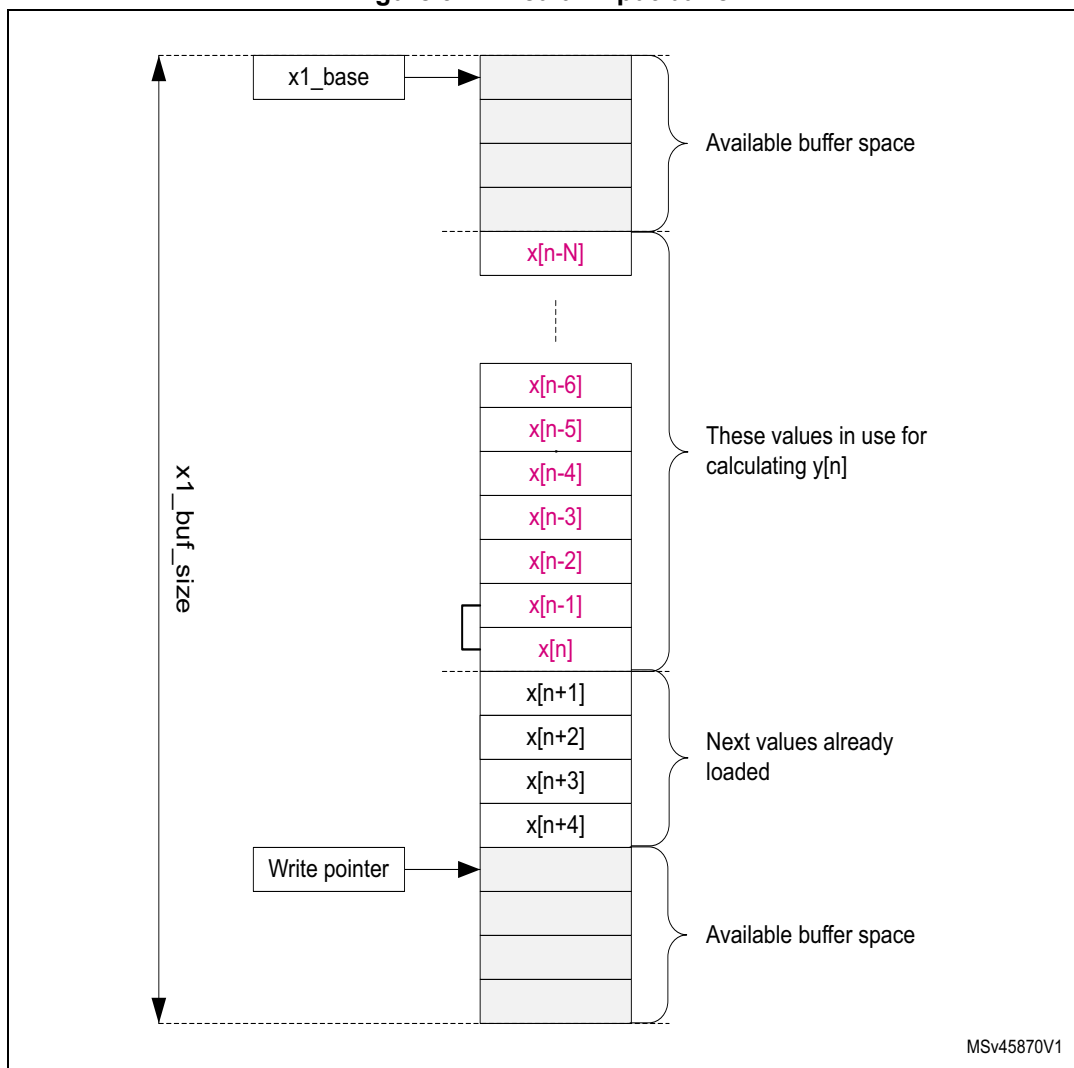 x1_base
Available buffer space
x[n-N]
x[n-6]
x[n-5]
x[n-4]
x[n-3]
x[n-2]
x[n-1]
x[n]
These values in use for
calculating y[n]
x1_buf_size
x[n+1]
x[n+2]
x[n+3]
x[n+4]
Next values already
loaded
Write pointer
Available buffer space
MSv45870V1